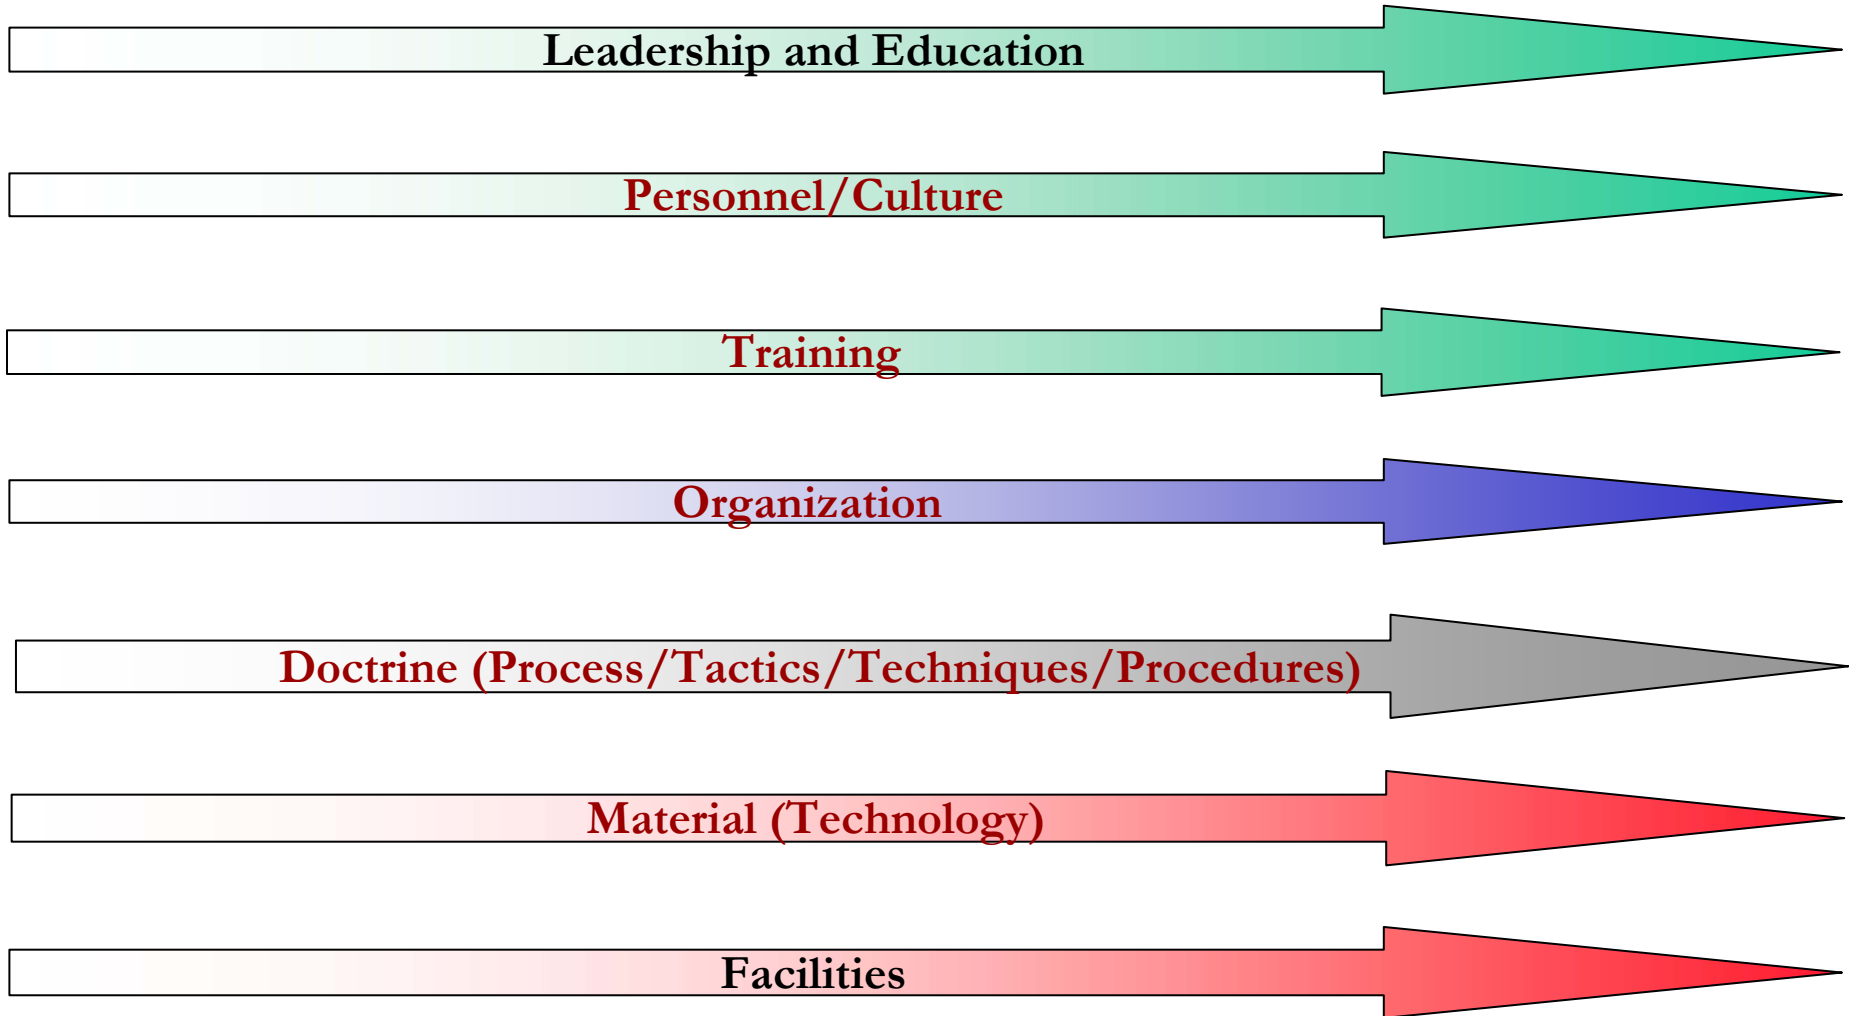 Leadership and Education
Personnel/Culture
Training
Organization
Doctrine (Process/Tactics/Techniques/Procedures)
Material (Technology)
Facilities